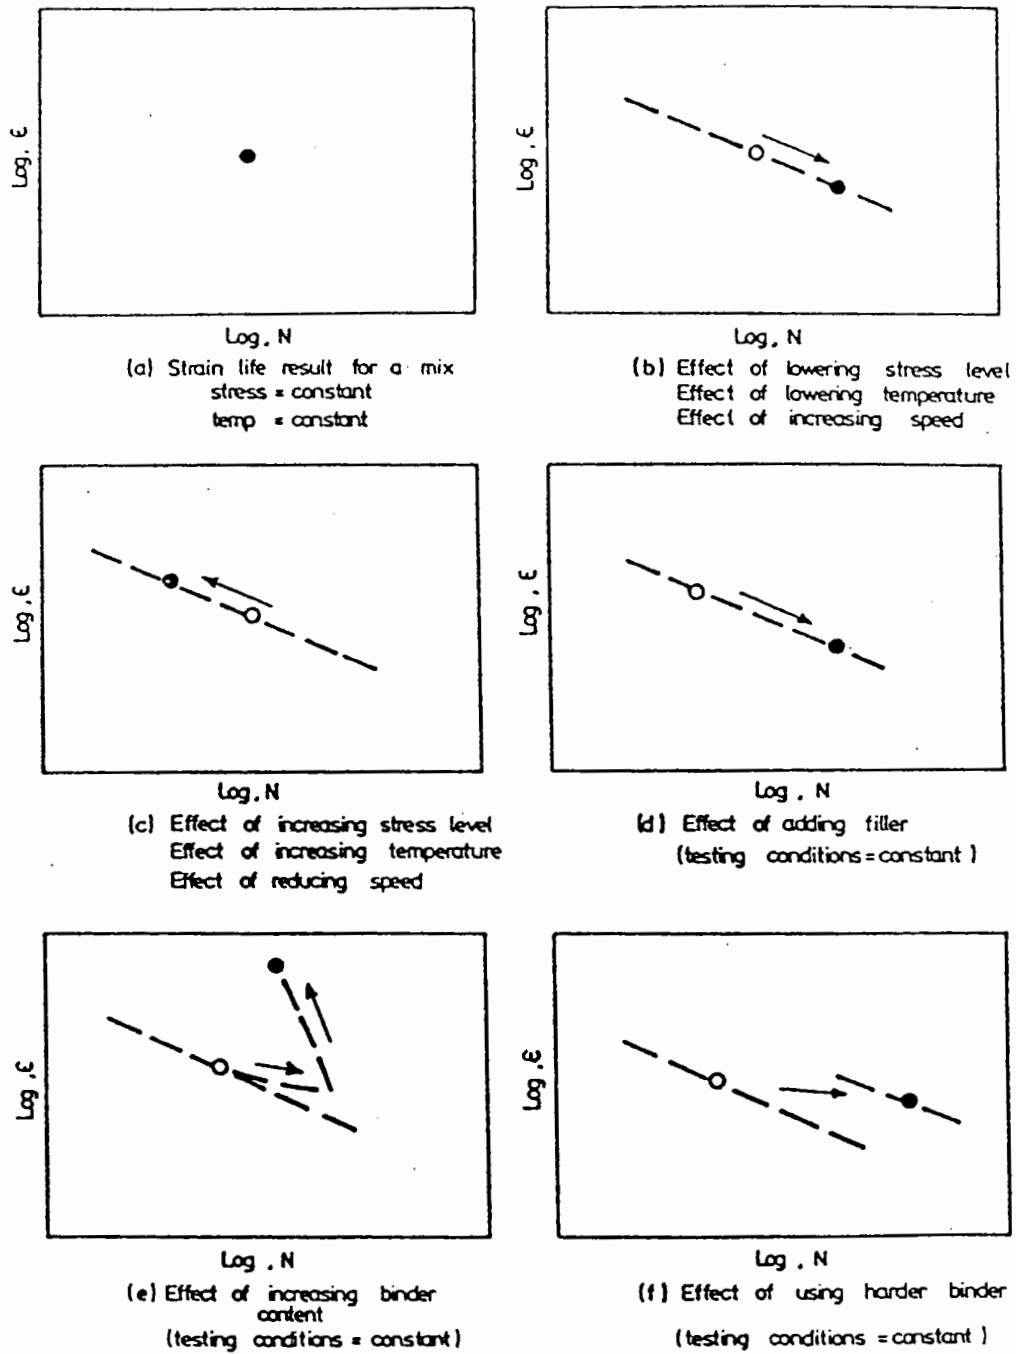 Log, ε
Log, N
(a) Strain life result for a mix
stress = constant
temp = constant
Log, ε
Log, N
(b) Effect of lowering stress level
Effect of lowering temperature
Effect of increasing speed
Log, ε
Log, N
(c) Effect of increasing stress level
Effect of increasing temperature
Effect of reducing speed
Log, ε
Log, N
(d) Effect of adding filler
(testing conditions = constant)
Log, ε
Log, N
(e) Effect of increasing binder
content
(testing conditions = constant)
Log, ε
Log, N
(f) Effect of using harder binder
(testing conditions = constant)